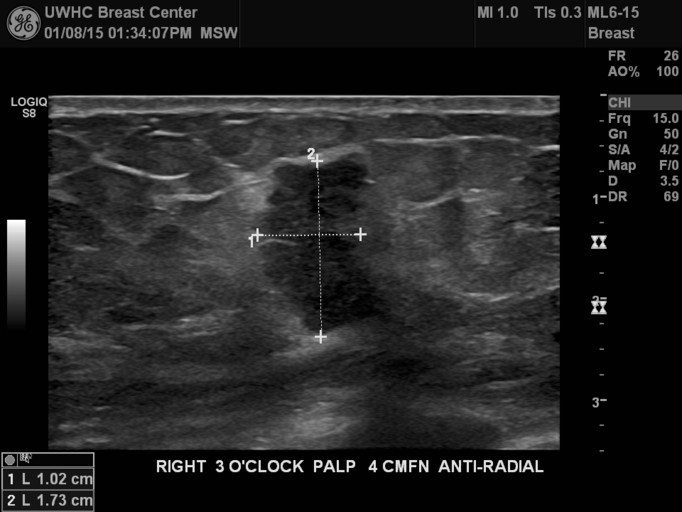 UWHC Breast Center
01/08/15 01:34:07PM MSW
MI 1.0 TIs 0.3
ML6-15
Breast
FR 26
AO% 100
CHI
Frq 15.0
Gn 50
S/A 4/2
Map F/0
D 3.5
DR 69
LOGIQ
S8
GE
2
1
1
2
3
RIGHT 3 O'CLOCK PALP 4 CMFN ANTI-RADIAL
1 L 1.02 cm
2 L 1.73 cm